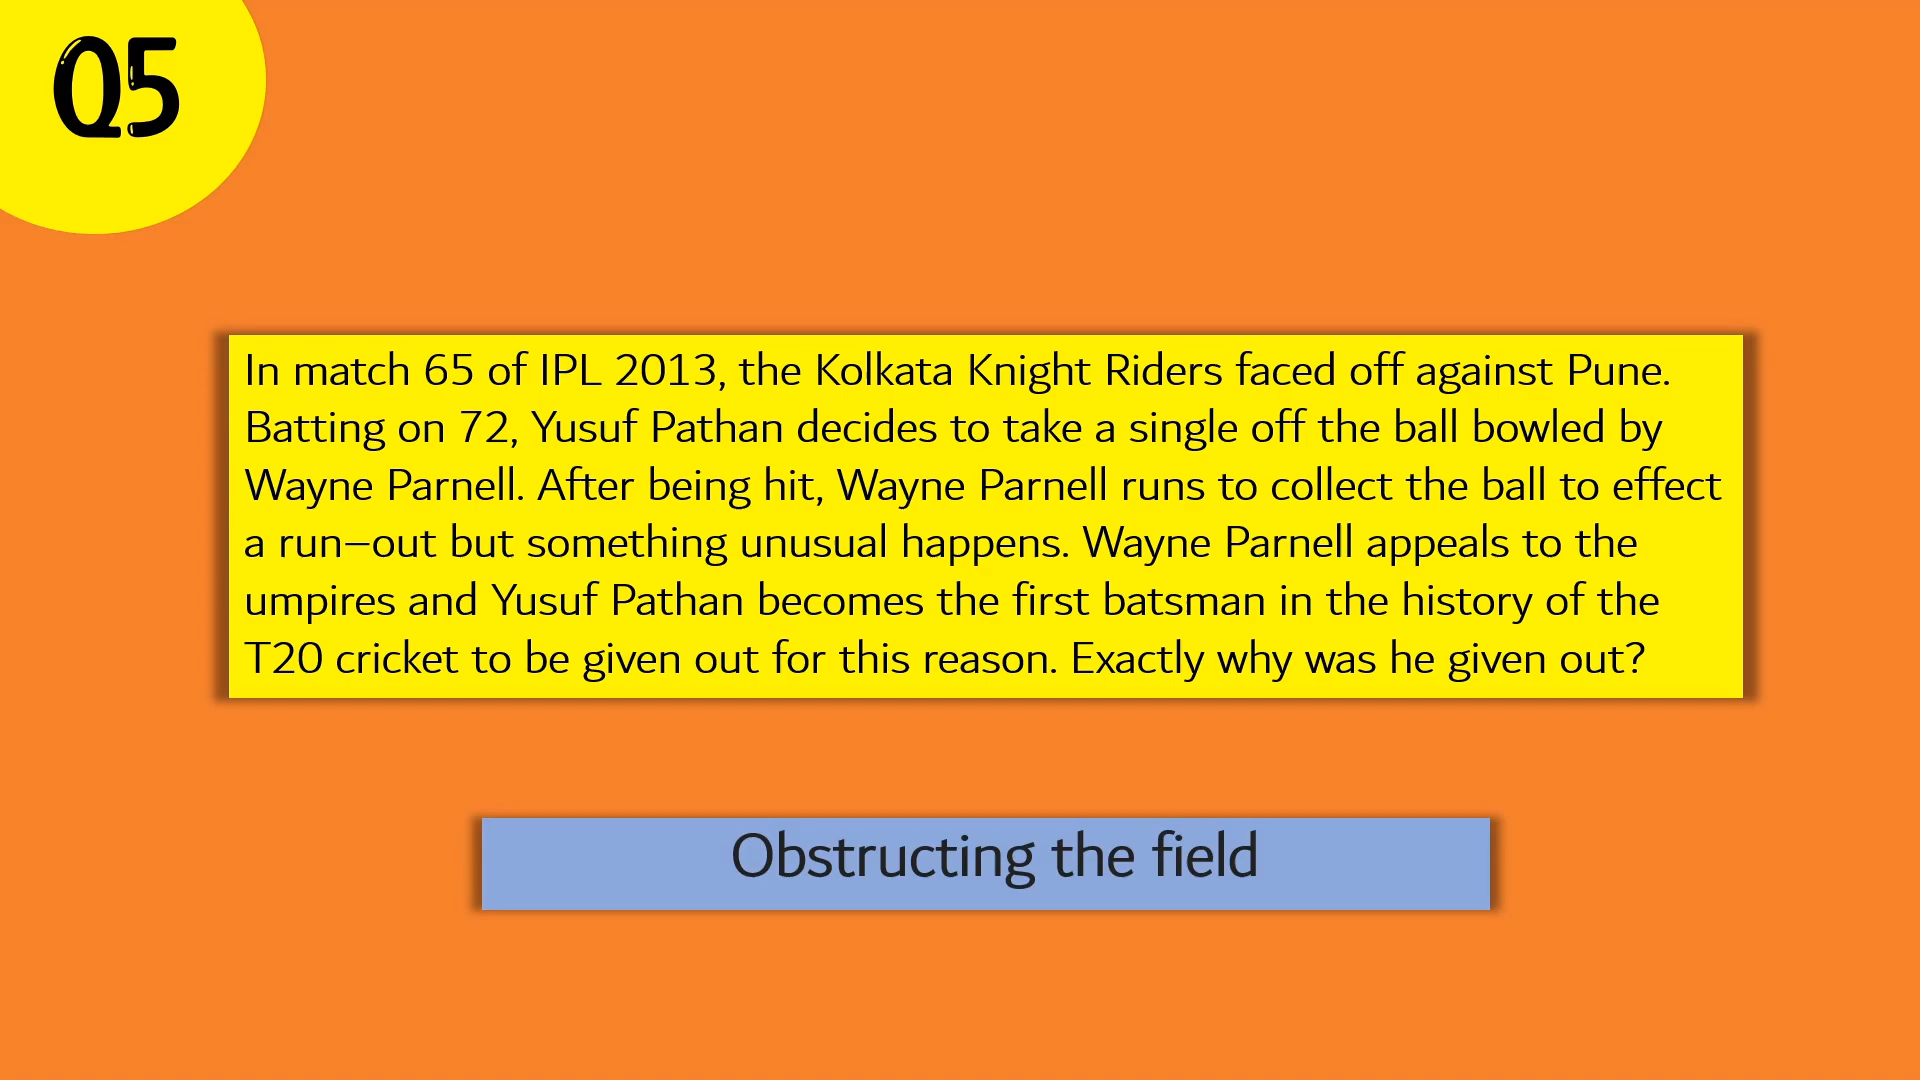 Q5
In match 65 of IPL 2013, the Kolkata Knight Riders faced off against Pune.
Batting on 72, Yusuf Pathan decides to take a single off the ball bowled by
Wayne Parnell. After being hit, Wayne Parnell runs to collect the ball to effect
a run–out but something unusual happens. Wayne Parnell appeals to the
umpires and Yusuf Pathan becomes the first batsman in the history of the
T20 cricket to be given out for this reason. Exactly why was he given out?
Obstructing the field